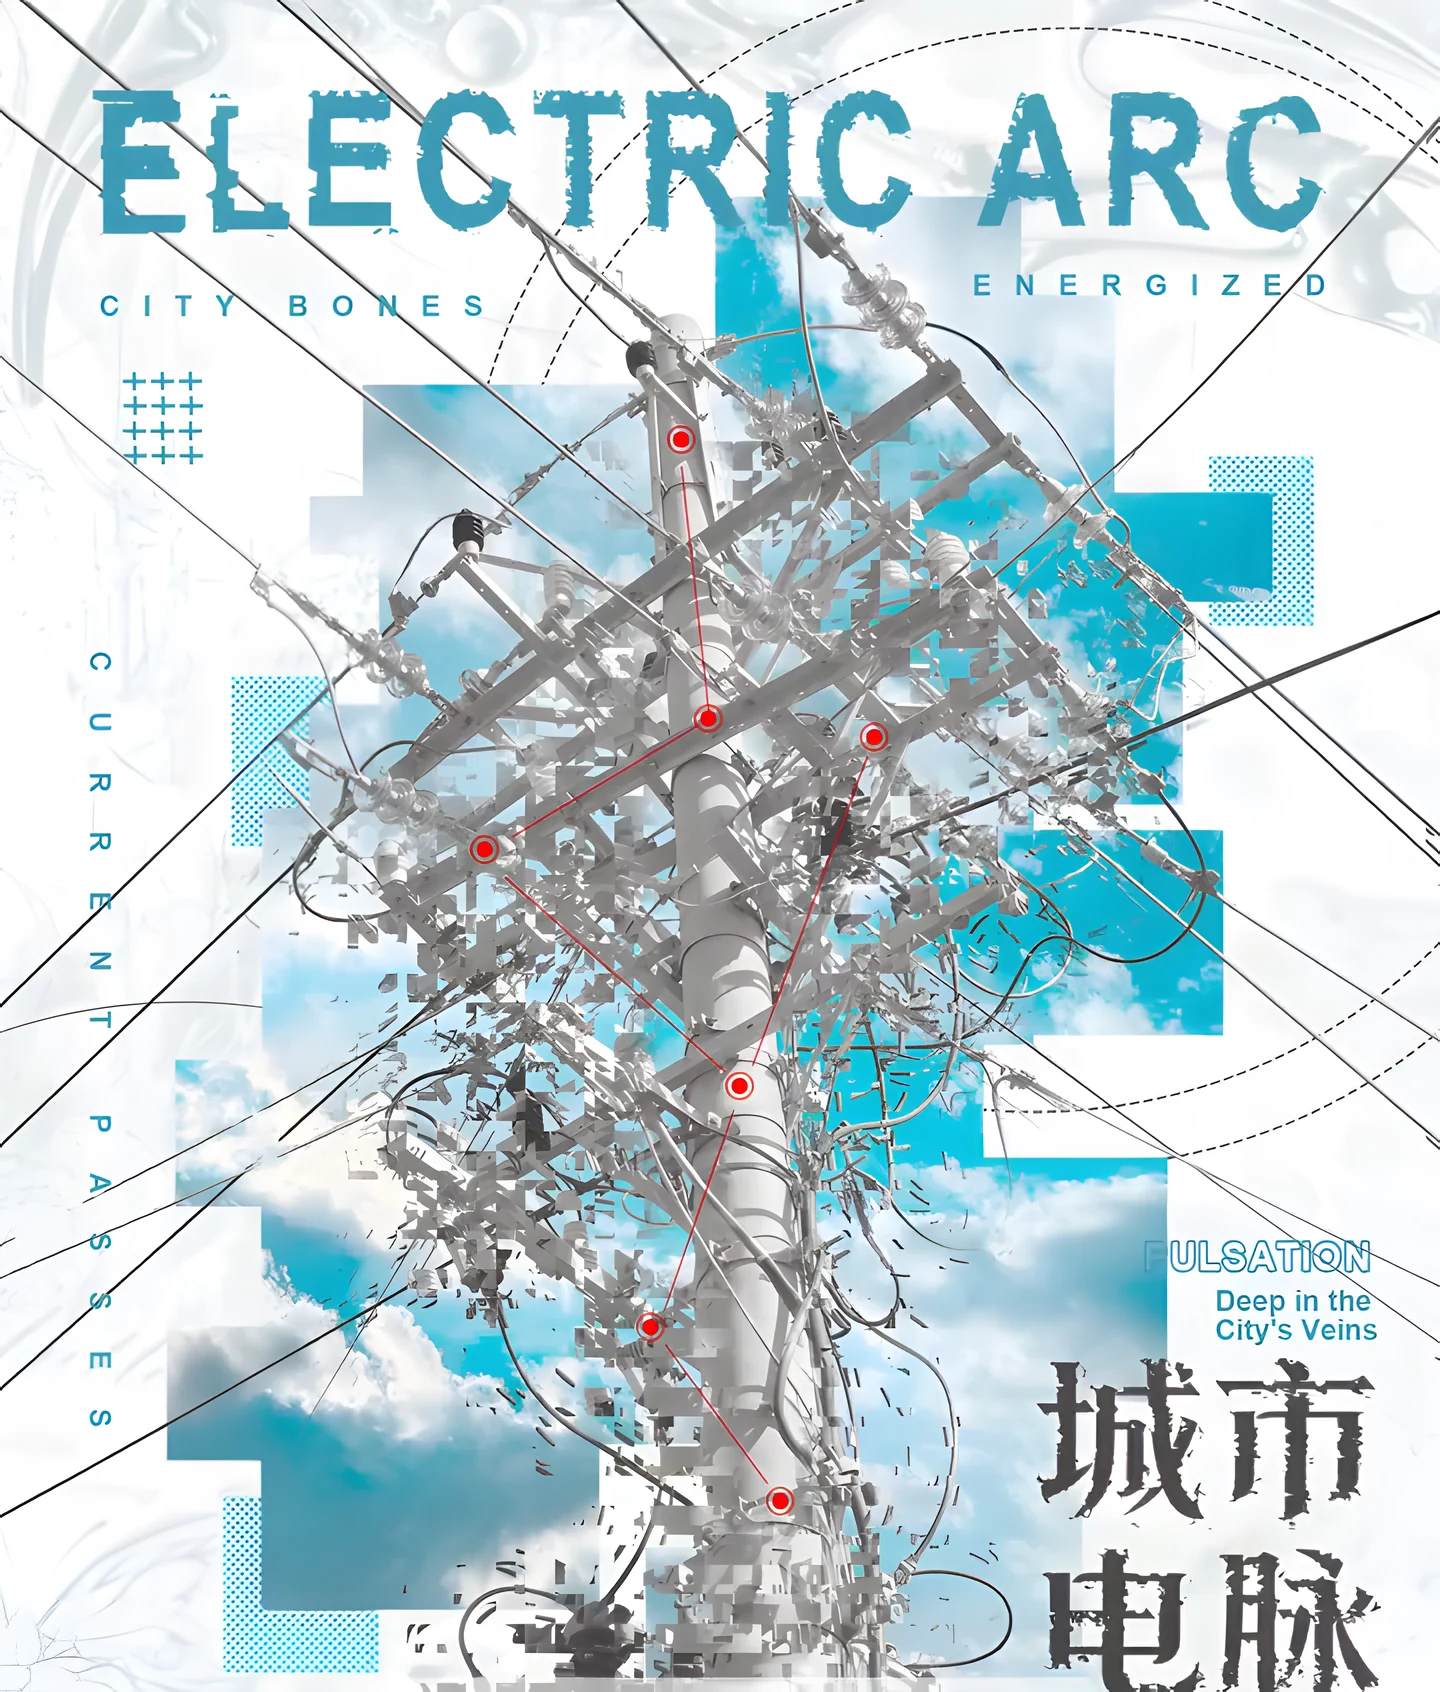 ELECTRIC ARC
CITY BONES
ENERGIZED
CURRENT PASSES
PULSATION
Deep in the
City's Veins
城市
电脉